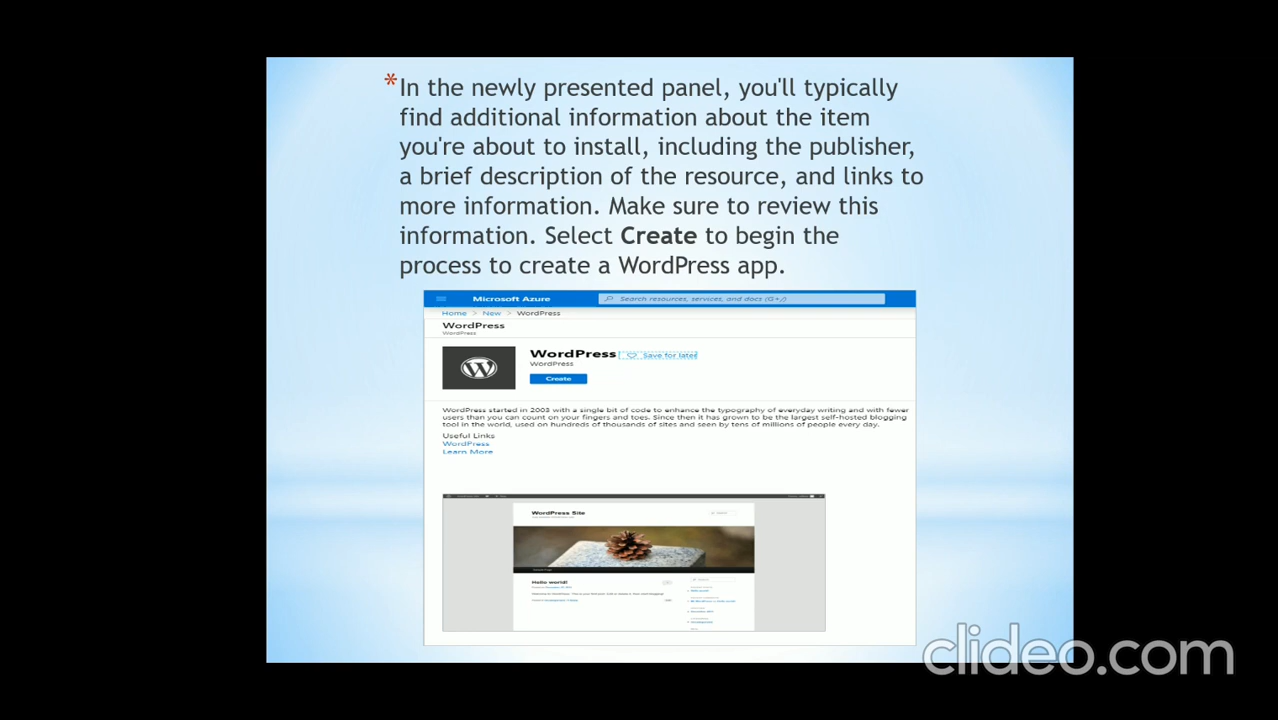 * In the newly presented panel, you'll typically
find additional information about the item
you're about to install, including the publisher,
a brief description of the resource, and links to
more information. Make sure to review this
information. Select Create to begin the
process to create a WordPress app.
Microsoft Azure
Search resources, services, and docs (G+/)
Home > New > WordPress
WordPress
WordPress
WordPress
Save for later
WordPress
Create
WordPress started in 2003 with a single bit of code to enhance the typography of everyday writing and with fewer
users than you can count on your fingers and toes. Since then it has grown to be the largest self-hosted blogging
tool in the world, used on hundreds of thousands of sites and seen by tens of millions of people every day.
Useful Links
WordPress
Learn More
WordPress Site
Hello world!
clideo.com